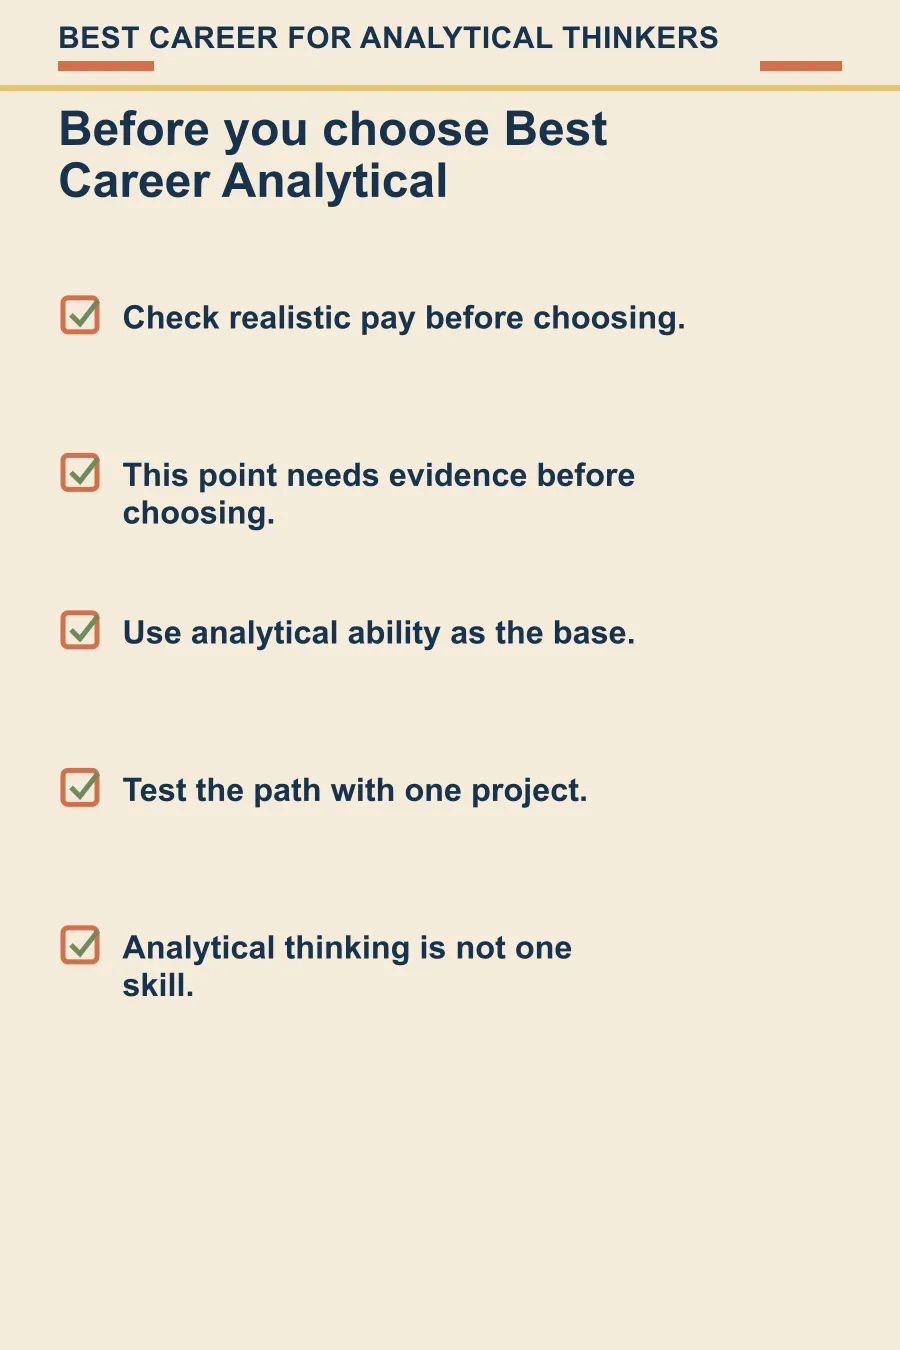 BEST CAREER FOR ANALYTICAL THINKERS
Before you choose Best
Career Analytical
Check realistic pay before choosing.
This point needs evidence before
choosing.
Use analytical ability as the base.
Test the path with one project.
Analytical thinking is not one
skill.